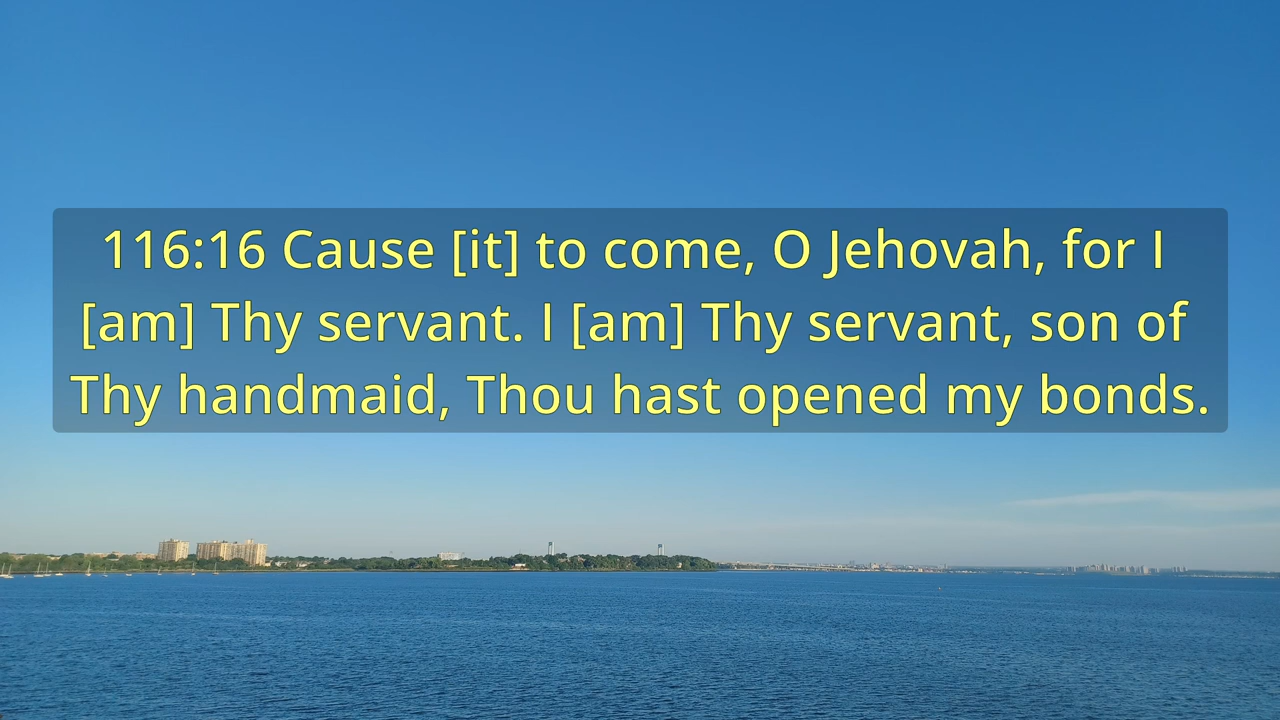 116:16 Cause [it] to come, O Jehovah, for I
[am] Thy servant. I [am] Thy servant, son of
Thy handmaid, Thou hast opened my bonds.